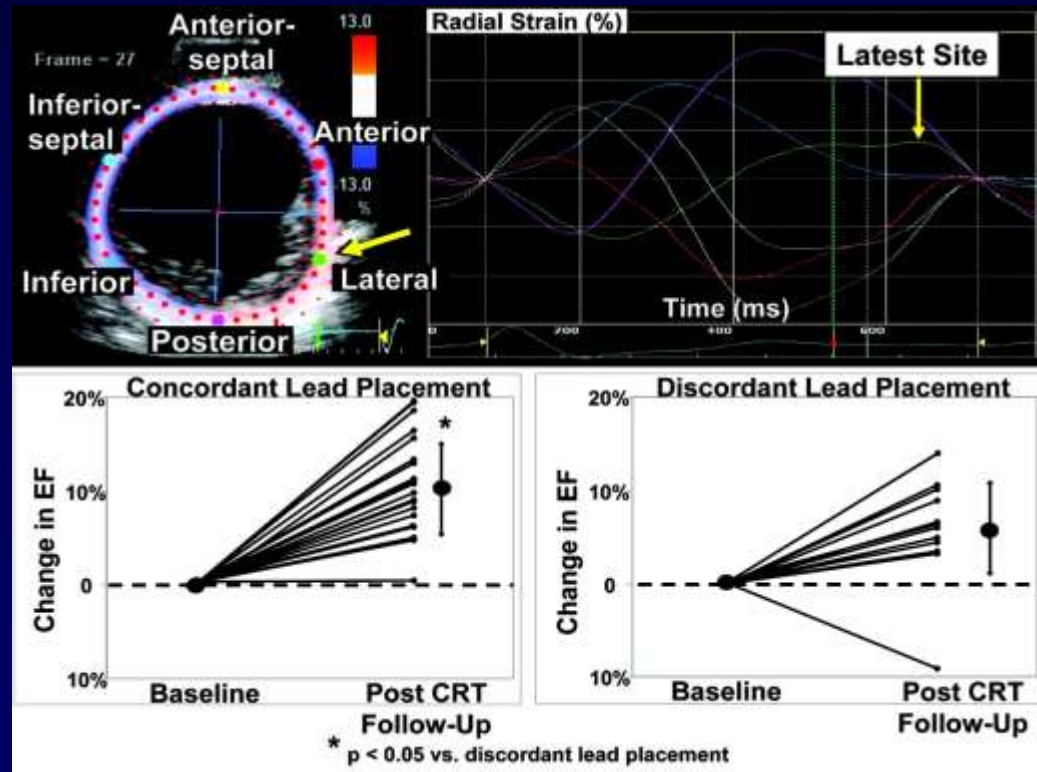 Anterior-
septal
Frame = 27
13.0
Inferior-
septal
Anterior
13.0
%
Inferior
Lateral
Posterior
Radial Strain (%)
Latest Site
Time (ms)
0
200
400
600
Concordant Lead Placement
20%
*
10%
0
10%
Change in EF
Baseline
Post CRT
Follow-Up
Discordant Lead Placement
20%
10%
0
10%
Change in EF
Baseline
Post CRT
Follow-Up
* p < 0.05 vs. discordant lead placement